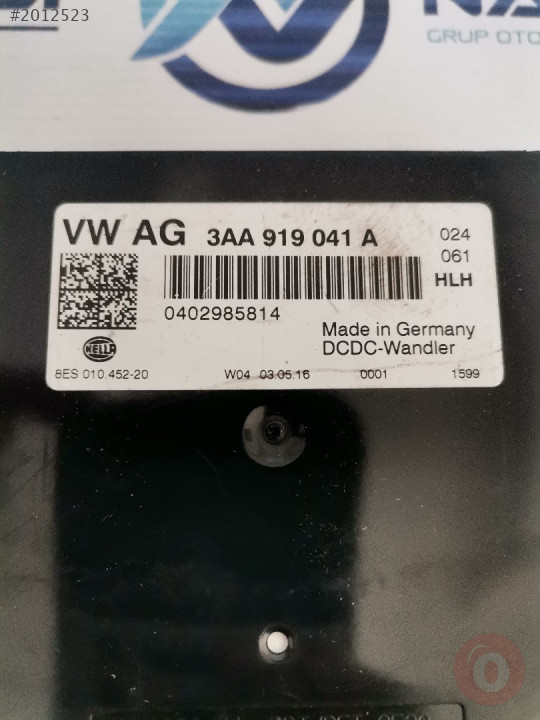 #2012523
NA
GRUP OTO
VW AG 3AA 919 041 A 024
061
HLH
0402985814
Made in Germany
DCDC-Wandler
HELLA
8ES 010.452-20 W04 03.05.16 0001 1599